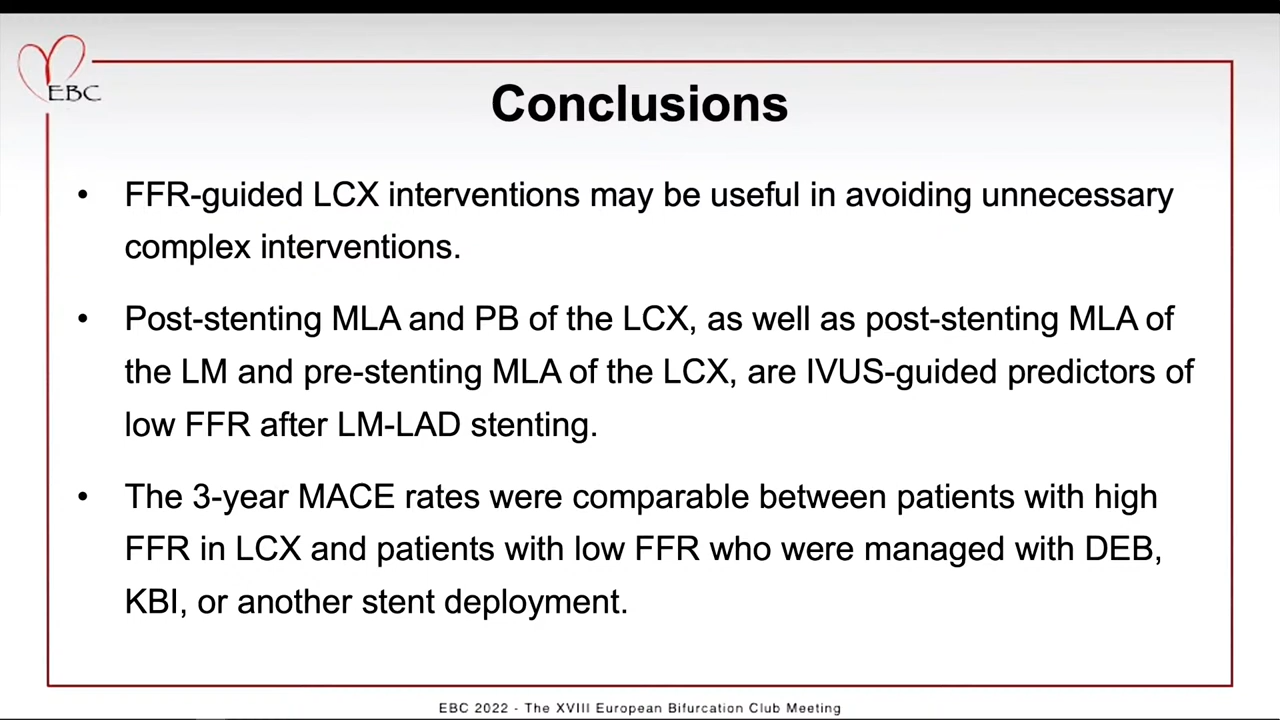 EBC
Conclusions
• FFR-guided LCX interventions may be useful in avoiding unnecessary
complex interventions.
• Post-stenting MLA and PB of the LCX, as well as post-stenting MLA of
the LM and pre-stenting MLA of the LCX, are IVUS-guided predictors of
low FFR after LM-LAD stenting.
• The 3-year MACE rates were comparable between patients with high
FFR in LCX and patients with low FFR who were managed with DEB,
KBI, or another stent deployment.
EBC 2022 - The XVIII European Bifurcation Club Meeting